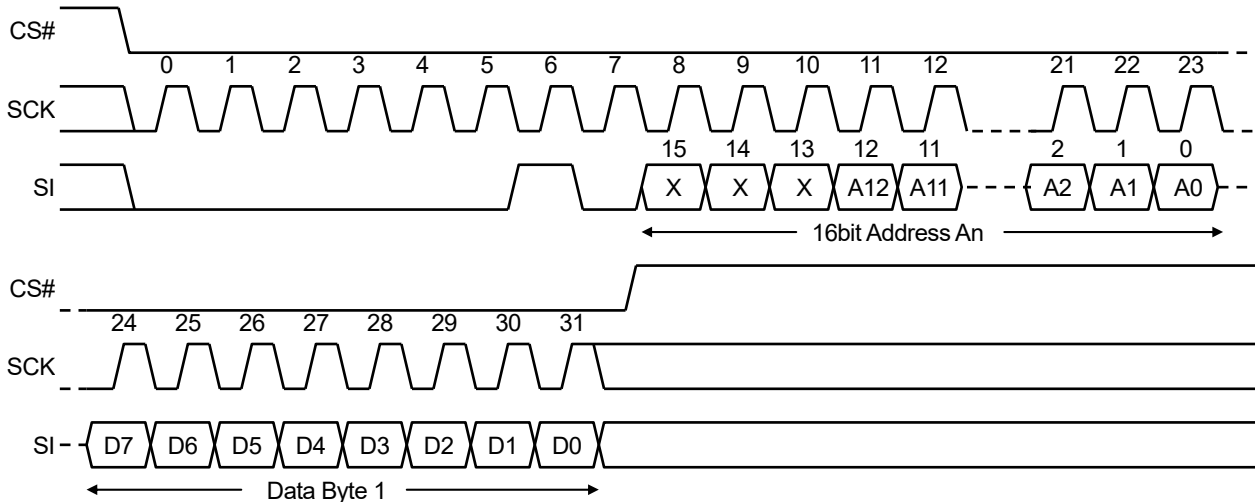 CS#
0 1 2 3 4 5 6 7 8 9 10 11 12 21 22 23
SCK
15 14 13 12 11 2 1 0
SI X X X A12 A11 A2 A1 A0
16bit Address An
CS#
24 25 26 27 28 29 30 31
SCK
SI D7 D6 D5 D4 D3 D2 D1 D0
Data Byte 1